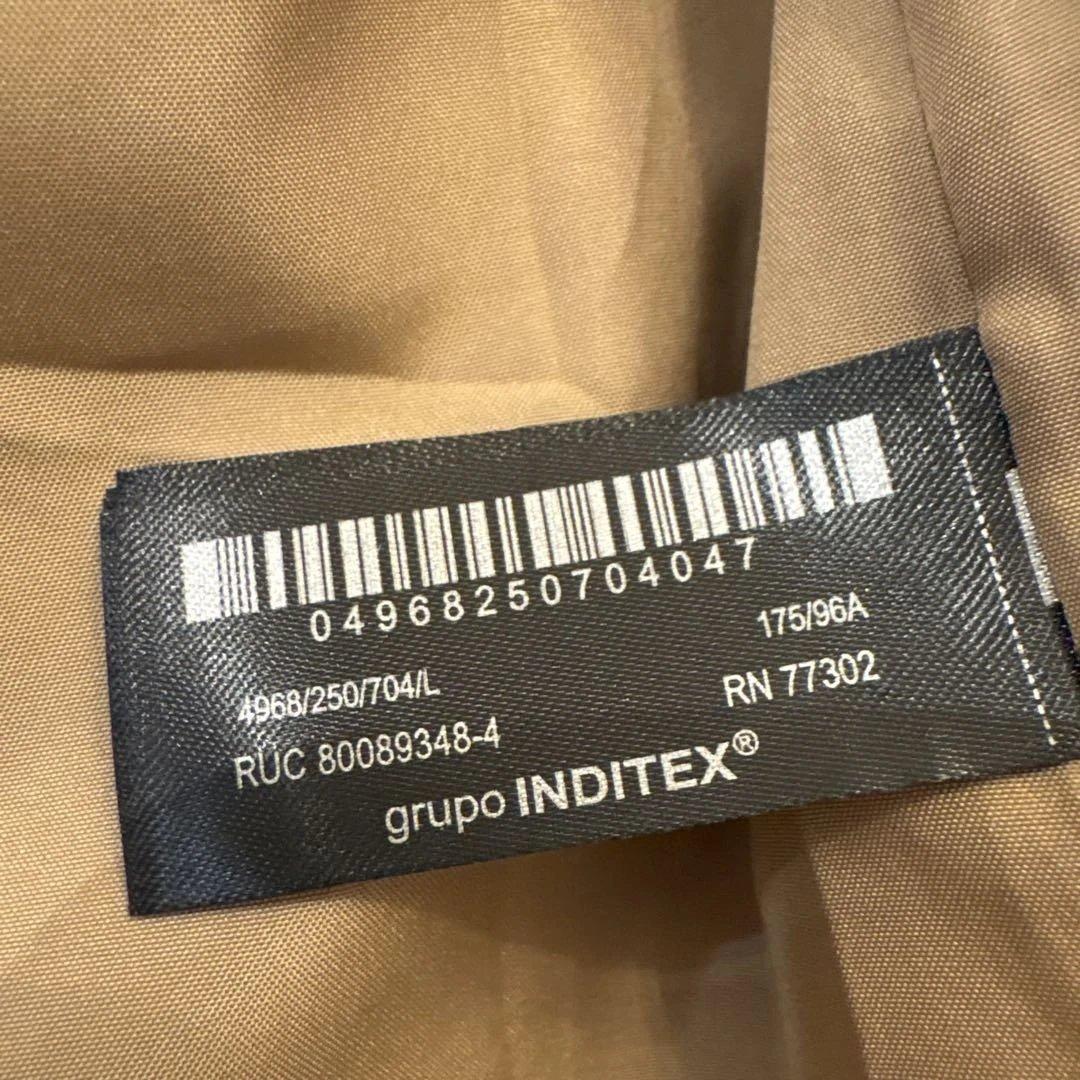 04968250704047
175/96A
4968/250/704/L
RN 77302
RUC 80089348-4
grupo INDITEX®